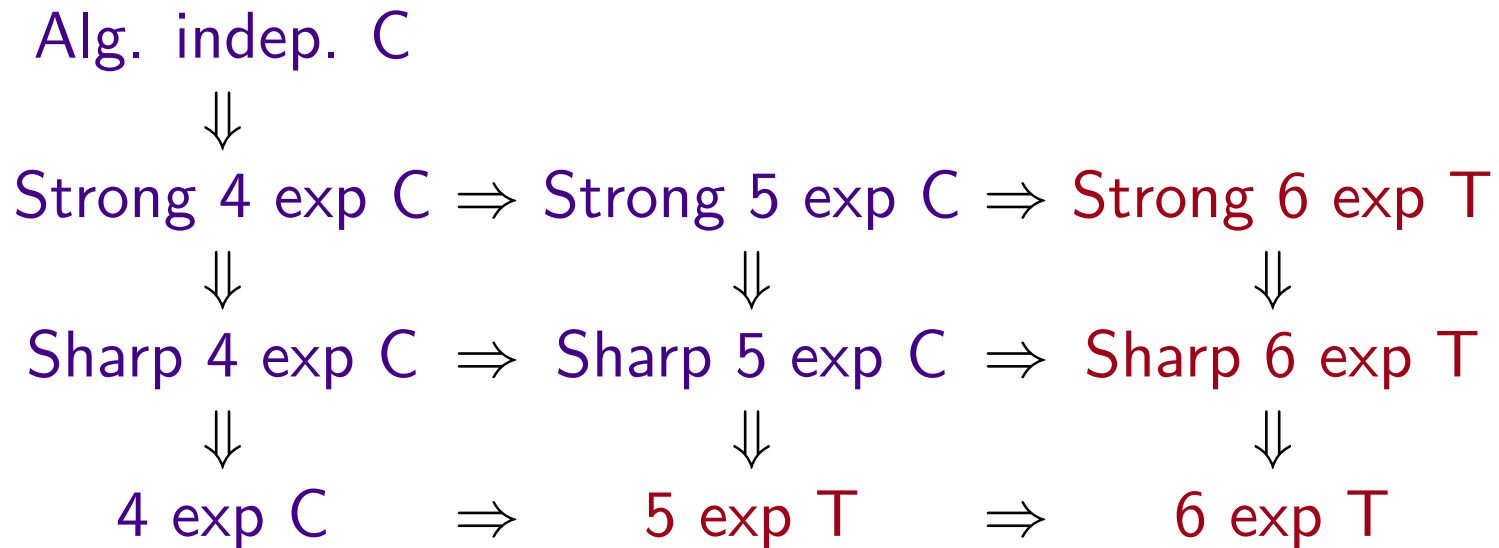 Alg. indep. C
⇓
Strong 4 exp C ⇒ Strong 5 exp C ⇒ Strong 6 exp T
⇓ ⇓ ⇓
Sharp 4 exp C ⇒ Sharp 5 exp C ⇒ Sharp 6 exp T
⇓ ⇓ ⇓
4 exp C ⇒ 5 exp T ⇒ 6 exp T